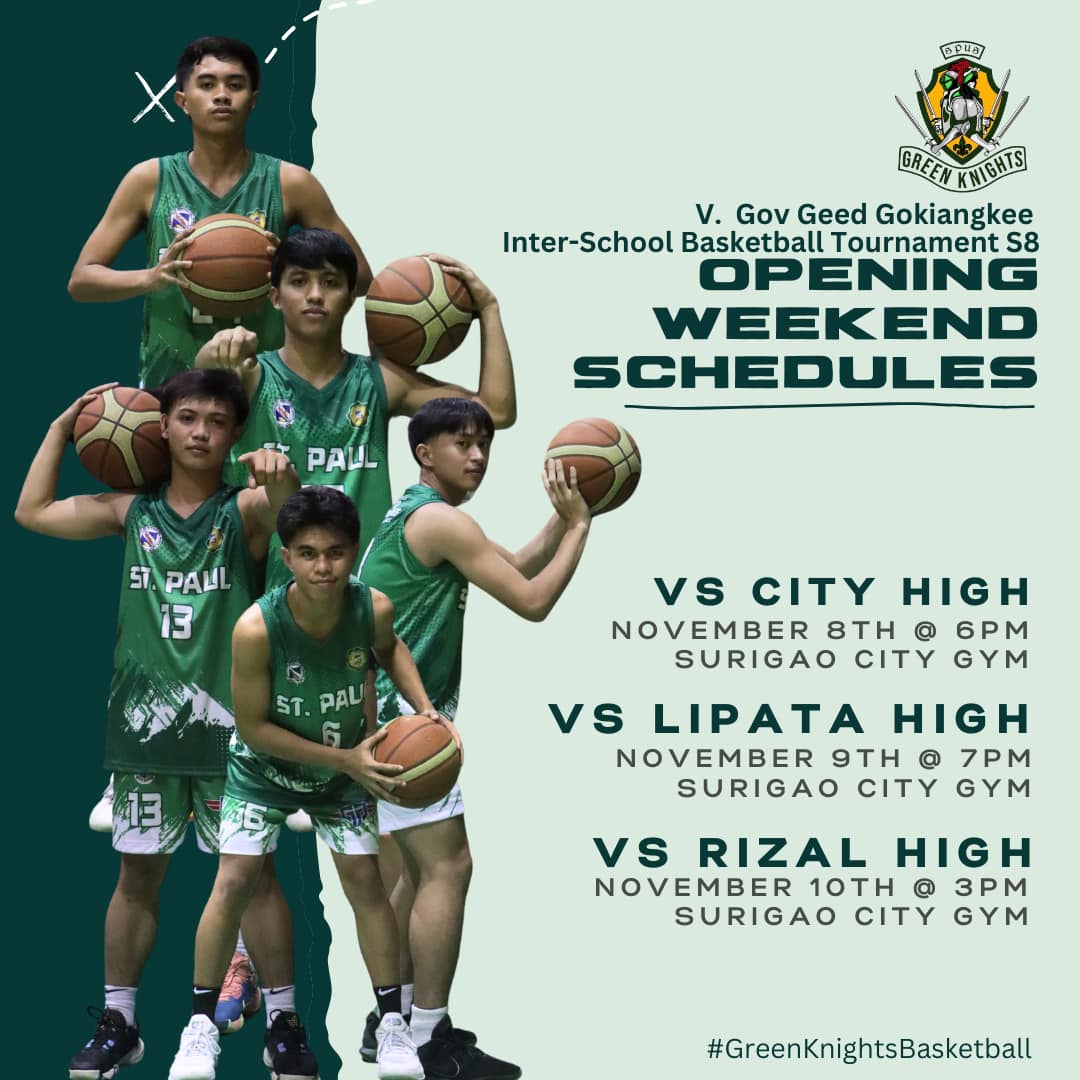 spus
GREEN KNIGHTS
V. Gov Geed Gokiangkee
Inter-School Basketball Tournament S8
OPENING
WEEKEND
SCHEDULES
ST. PAUL
ST. PAUL
13
ST. PAUL
6
13
6
VS CITY HIGH
NOVEMBER 8TH @ 6PM
SURIGAO CITY GYM
VS LIPATA HIGH
NOVEMBER 9TH @ 7PM
SURIGAO CITY GYM
VS RIZAL HIGH
NOVEMBER 10TH @ 3PM
SURIGAO CITY GYM
#GreenKnightsBasketball